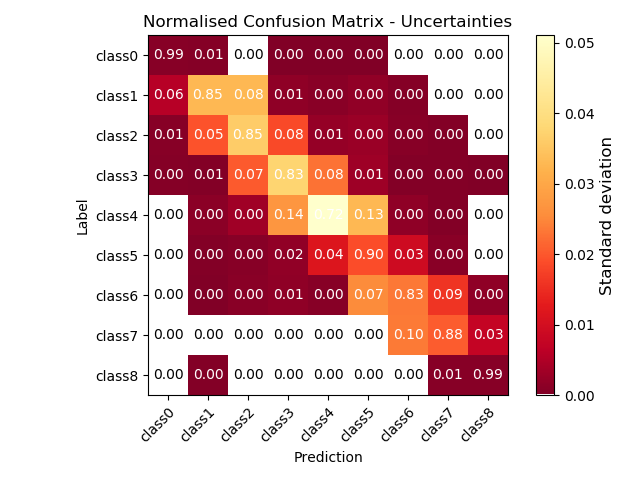 Normalised Confusion Matrix - Uncertainties
class0 0.99 0.01 0.00 0.00 0.00 0.00 0.00 0.00 0.00
class1 0.06 0.85 0.08 0.01 0.00 0.00 0.00 0.00 0.00
class2 0.01 0.05 0.85 0.08 0.01 0.00 0.00 0.00 0.00
class3 0.00 0.01 0.07 0.83 0.08 0.01 0.00 0.00 0.00
class4 0.00 0.00 0.00 0.14 0.13 0.00 0.00 0.00
class5 0.00 0.00 0.00 0.02 0.04 0.90 0.03 0.00 0.00
class6 0.00 0.00 0.00 0.01 0.00 0.07 0.83 0.09 0.00
class7 0.00 0.00 0.00 0.00 0.00 0.00 0.10 0.88 0.03
class8 0.00 0.00 0.00 0.00 0.00 0.00 0.00 0.01 0.99
class0 class1 class2 class3 class4 class5 class6 class7 class8
Prediction
Label
0.05
0.04
0.03
0.02
0.01
0.00
Standard deviation